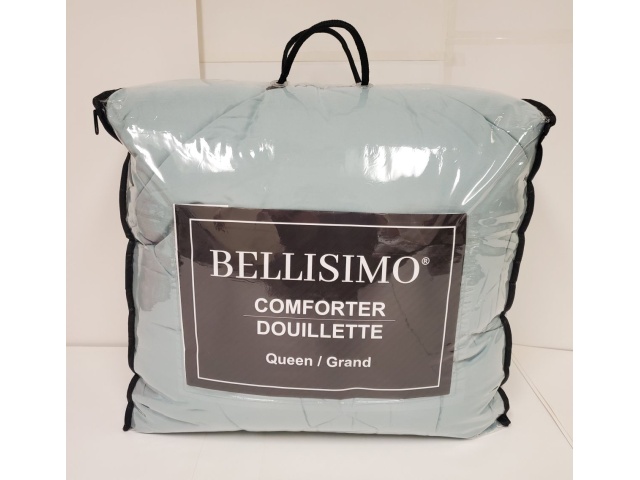 BELLISIMO®
COMFORTER
DOUILLETTE
Queen / Grand